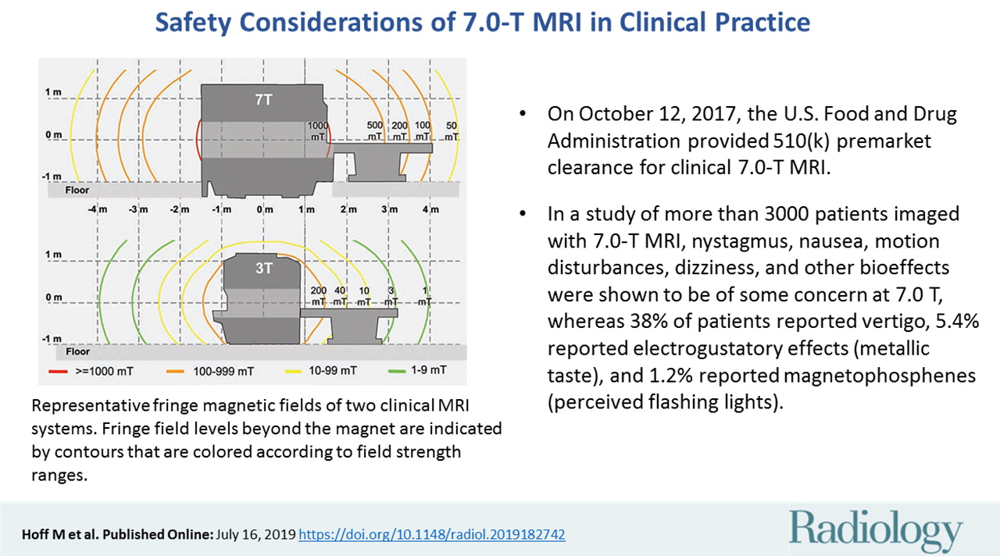 Safety Considerations of 7.0-T MRI in Clinical Practice
1 m
0 m
-1 m
7T
1000 mT
500 mT
200 mT
100 mT
50 mT
Floor
-4 m
-3 m
-2 m
-1 m
0 m
1 m
2 m
3 m
4 m
1 m
0 m
-1 m
3T
200 mT
40 mT
10 mT
3 mT
1 mT
Floor
>=1000 mT
100-999 mT
10-99 mT
1-9 mT
Representative fringe magnetic fields of two clinical MRI
systems. Fringe field levels beyond the magnet are indicated
by contours that are colored according to field strength
ranges.
• On October 12, 2017, the U.S. Food and Drug
Administration provided 510(k) premarket
clearance for clinical 7.0-T MRI.
• In a study of more than 3000 patients imaged
with 7.0-T MRI, nystagmus, nausea, motion
disturbances, dizziness, and other bioeffects
were shown to be of some concern at 7.0 T,
whereas 38% of patients reported vertigo, 5.4%
reported electrogustatory effects (metallic
taste), and 1.2% reported magnetophosphenes
(perceived flashing lights).
Hoff M et al. Published Online: July 16, 2019 https://doi.org/10.1148/radiol.2019182742
Radiology